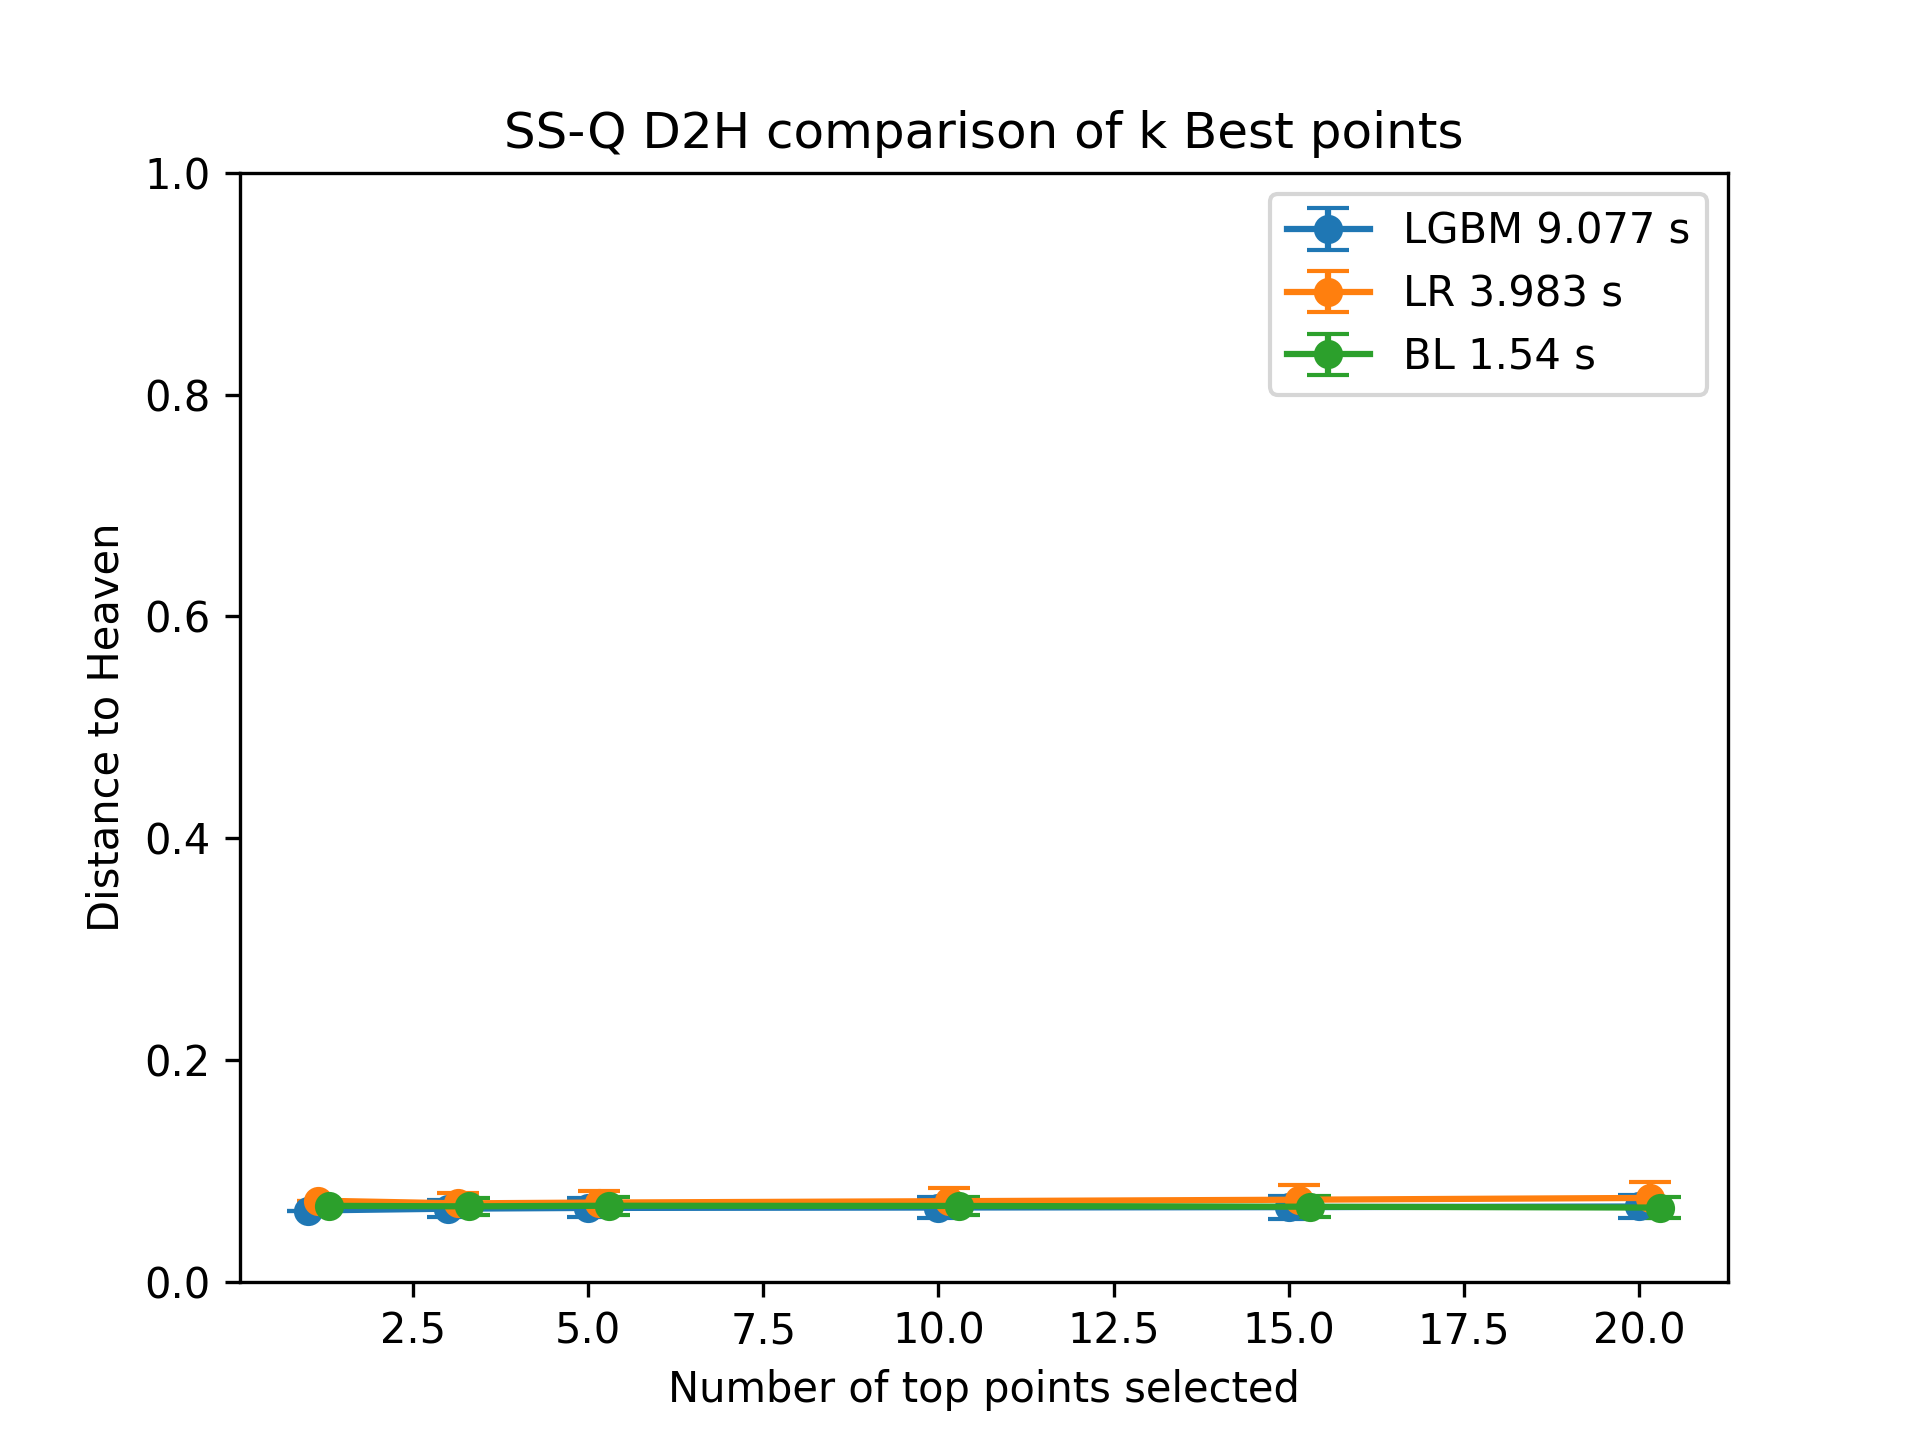 SS-Q D2H comparison of k Best points
1.0
0.8
0.6
0.4
0.2
0.0
Distance to Heaven
LGBM 9.077 s
LR 3.983 s
BL 1.54 s
2.5 5.0 7.5 10.0 12.5 15.0 17.5 20.0
Number of top points selected